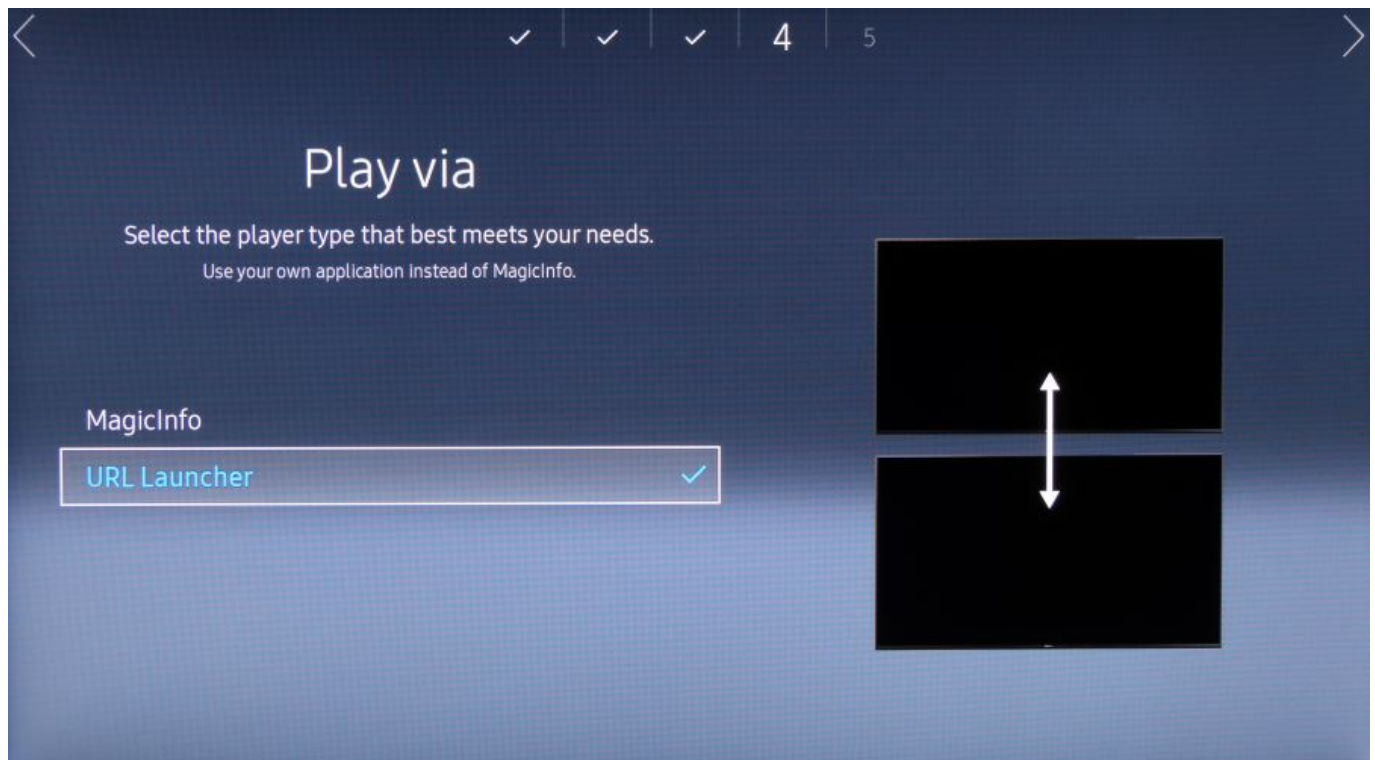 4
5
Play via
Select the player type that best meets your needs.
Use your own application instead of MagicInfo.
MagicInfo
URL Launcher